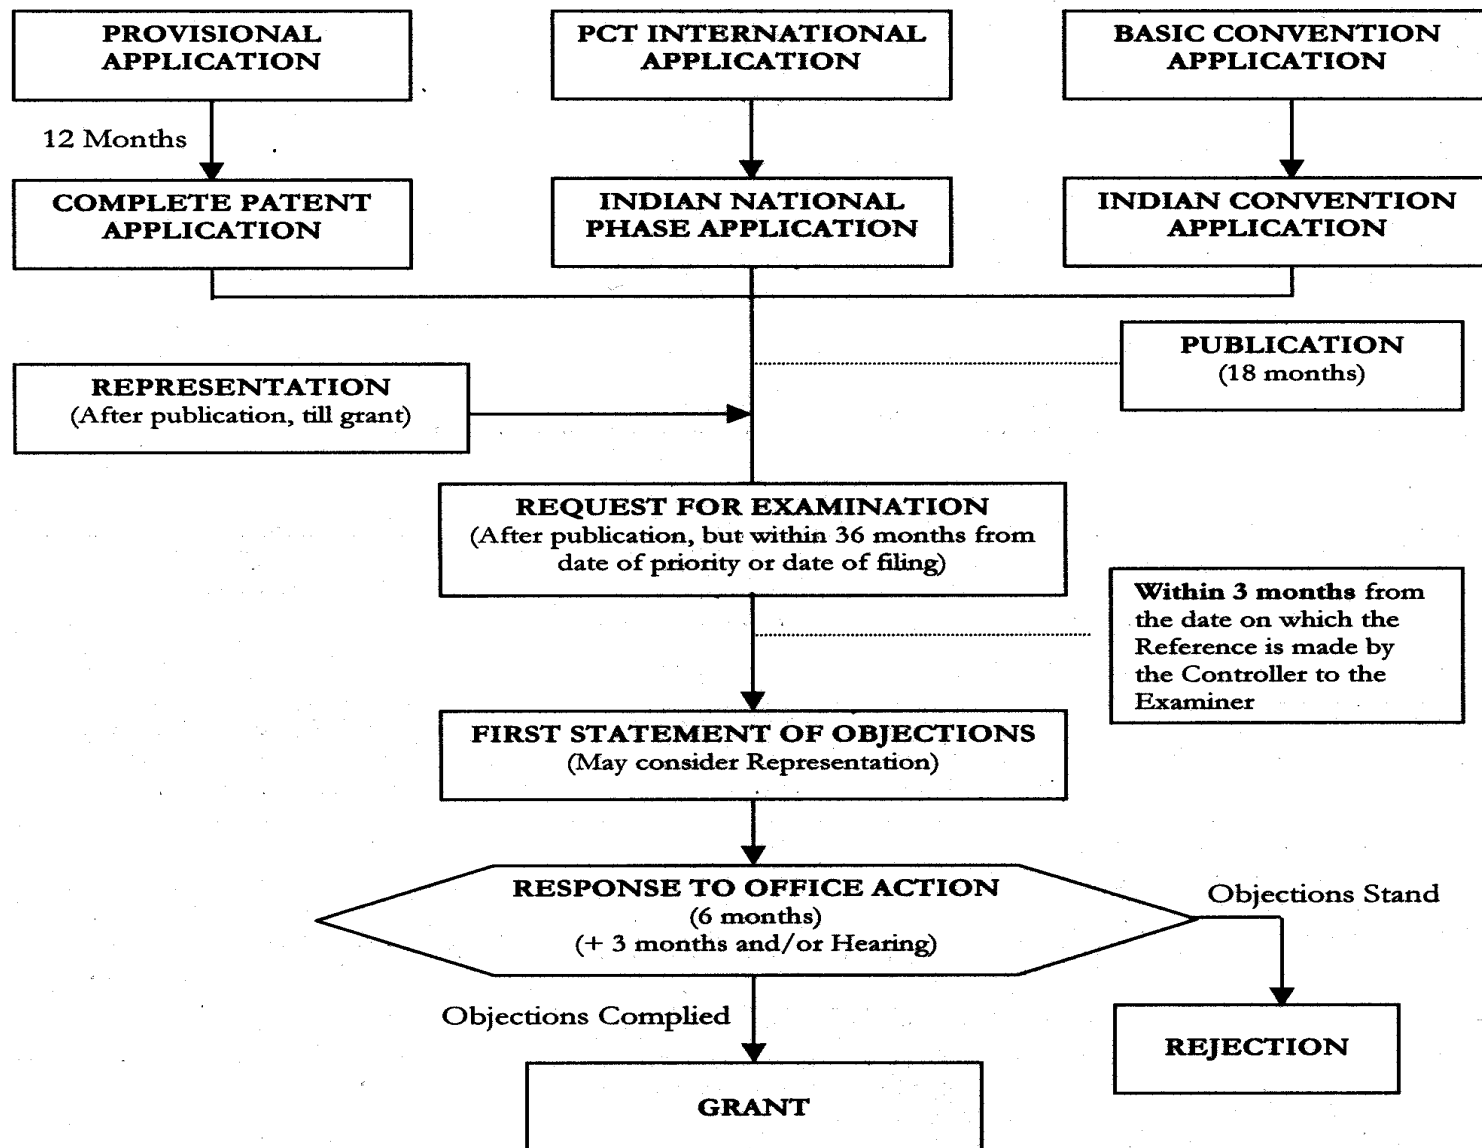 PROVISIONAL
APPLICATION
PCT INTERNATIONAL
APPLICATION
BASIC CONVENTION
APPLICATION
12 Months
COMPLETE PATENT
APPLICATION
INDIAN NATIONAL
PHASE APPLICATION
INDIAN CONVENTION
APPLICATION
PUBLICATION
(18 months)
REPRESENTATION
(After publication, till grant)
REQUEST FOR EXAMINATION
(After publication, but within 36 months from
date of priority or date of filing)
Within 3 months from
the date on which the
Reference is made by
the Controller to the
Examiner
FIRST STATEMENT OF OBJECTIONS
(May consider Representation)
RESPONSE TO OFFICE ACTION
(6 months)
(+ 3 months and/or Hearing)
Objections Stand
Objections Complied
REJECTION
GRANT